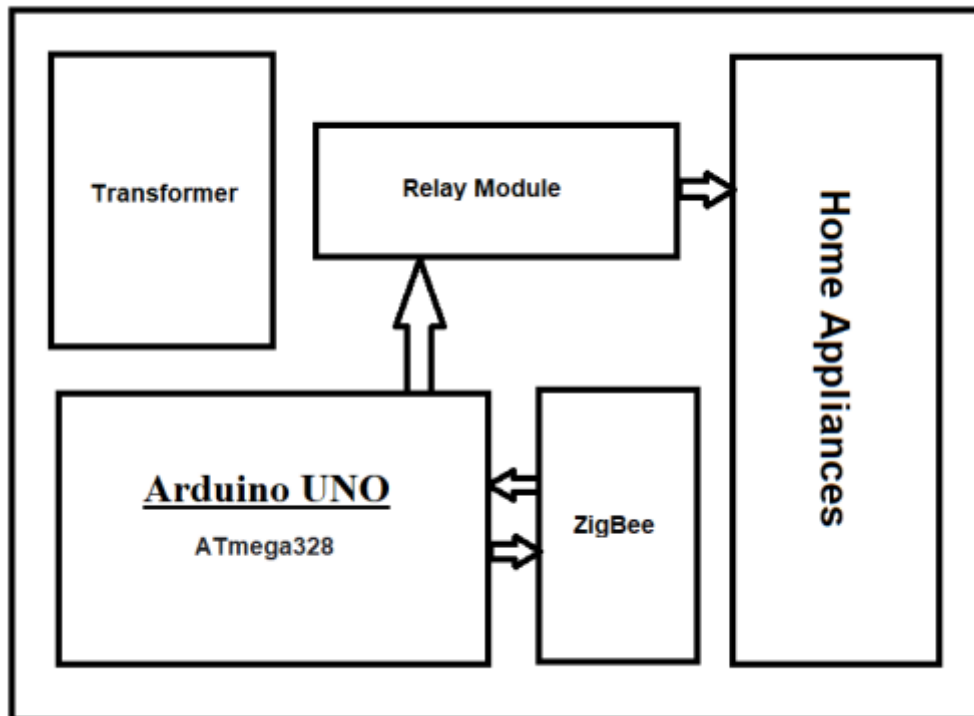 Transformer
Relay Module
Home Appliances
Arduino UNO
ATmega328
ZigBee